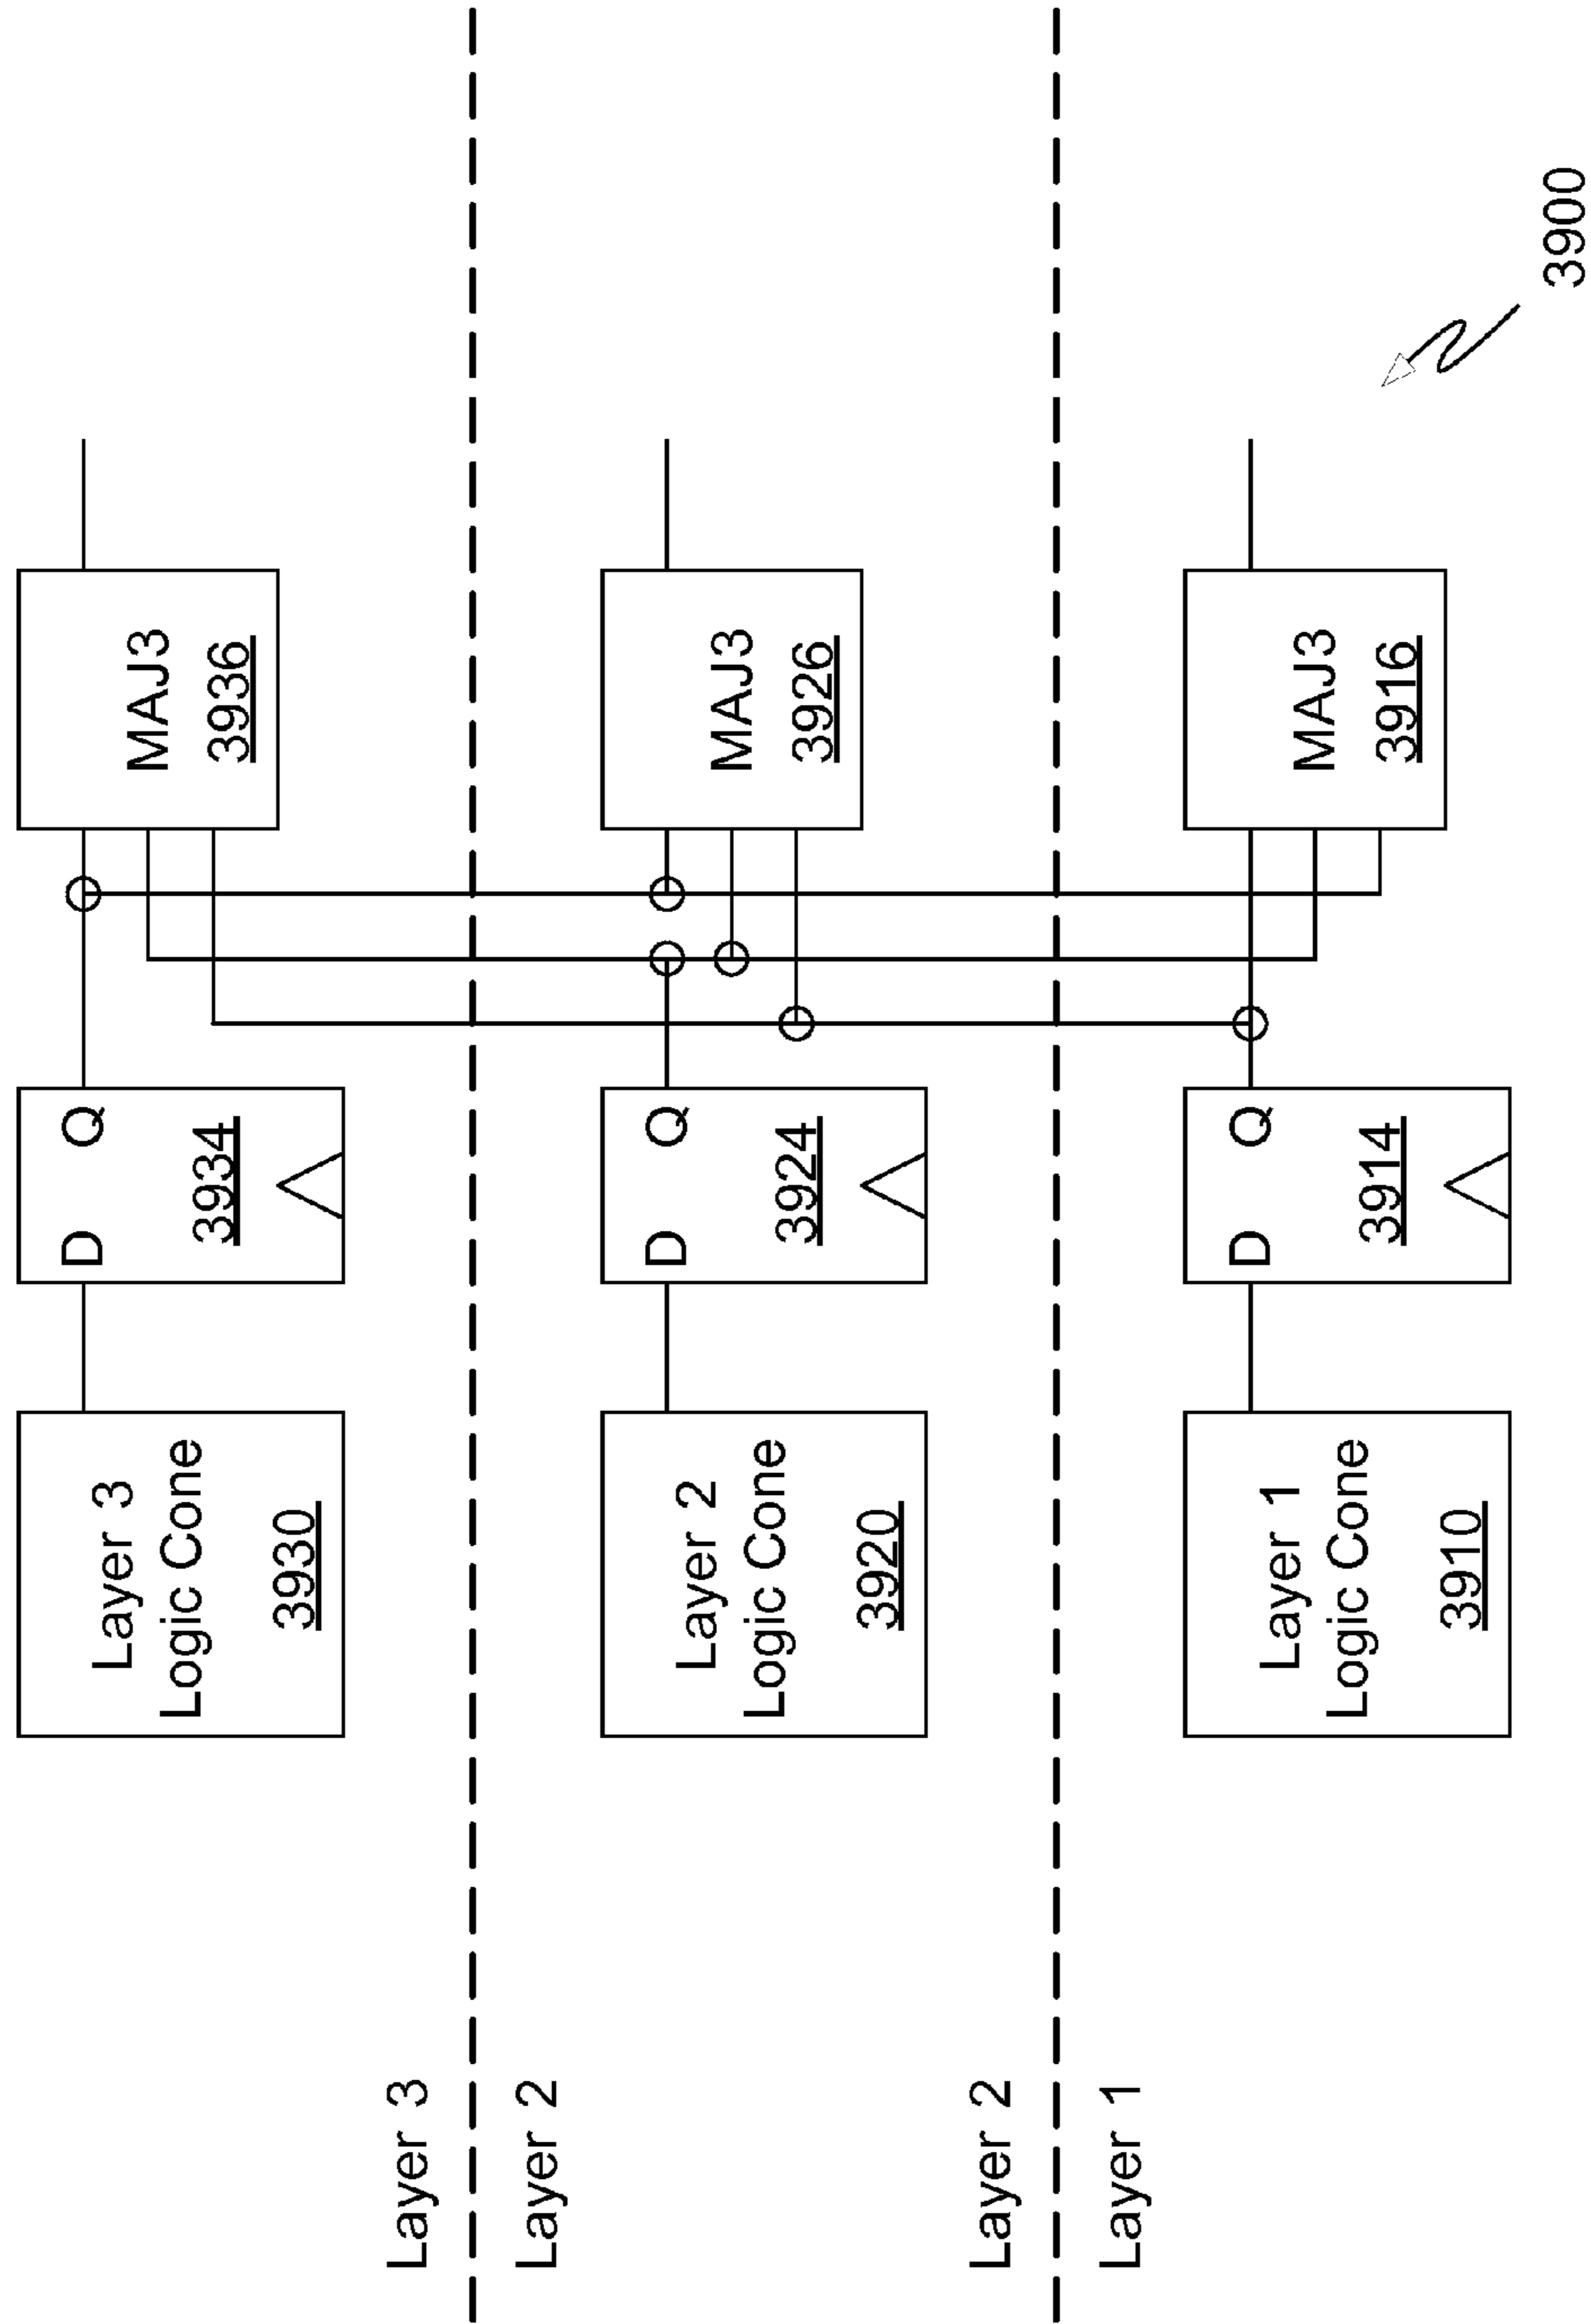 Layer 3
Logic Cone
3930
D Q
3934
MAJ3
3936
Layer 3
Layer 2
Layer 2
Logic Cone
3920
D Q
3924
MAJ3
3926
Layer 2
Layer 1
Layer 1
Logic Cone
3910
D Q
3914
MAJ3
3916
3900